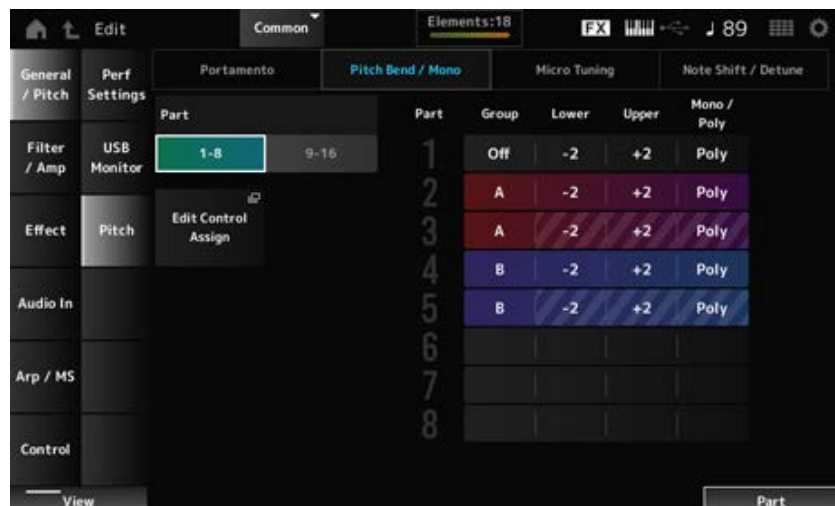 Edit
Common
Elements:18
FX
♩ 89
General / Pitch
Perf Settings
Portamento
Pitch Bend / Mono
Micro Tuning
Note Shift / Detune
Filter / Amp
USB Monitor
Part
1-8
9-16
Part
Group
Lower
Upper
Mono / Poly
1 Off -2 +2 Poly
2 A -2 +2 Poly
Effect
Pitch
Edit Control Assign
3 A -2 +2 Poly
4 B -2 +2 Poly
Audio In
5 B -2 +2 Poly
6
Arp / MS
7
8
Control
View
Part